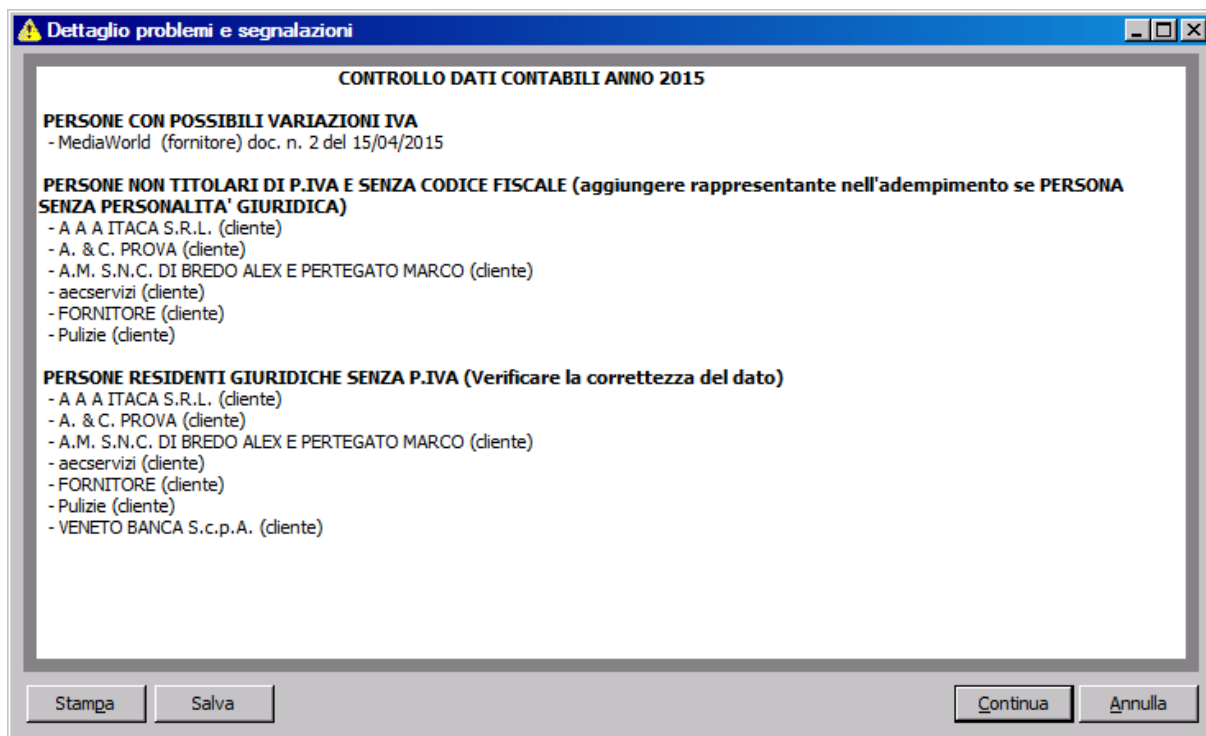 Dettaglio problemi e segnalazioni
CONTROLLO DATI CONTABILI ANNO 2015
PERSONE CON POSSIBILI VARIAZIONI IVA
- MediaWorld (fornitore) doc. n. 2 del 15/04/2015
PERSONE NON TITOLARI DI P.IVA E SENZA CODICE FISCALE (aggiungere rappresentante nell'adempimento se PERSONA
SENZA PERSONALITA' GIURIDICA)
- A A A ITACA S.R.L. (cliente)
- A. & C. PROVA (cliente)
- A.M. S.N.C. DI BREDO ALEX E PERTEGATO MARCO (cliente)
- aecservizi (cliente)
- FORNITORE (cliente)
- Pulizie (cliente)
PERSONE RESIDENTI GIURIDICHE SENZA P.IVA (Verificare la correttezza del dato)
- A A A ITACA S.R.L. (cliente)
- A. & C. PROVA (cliente)
- A.M. S.N.C. DI BREDO ALEX E PERTEGATO MARCO (cliente)
- aecservizi (cliente)
- FORNITORE (cliente)
- Pulizie (cliente)
- VENETO BANCA S.c.p.A. (cliente)
Stampa Salva Continua Annulla